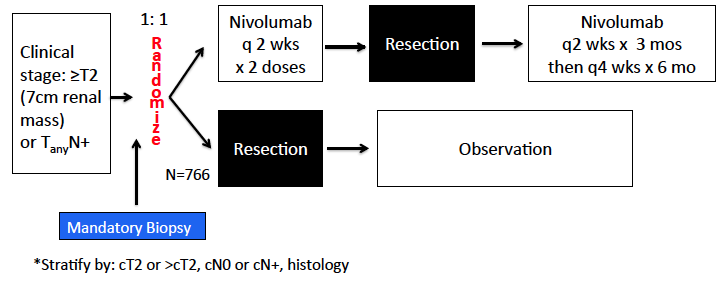 Clinical
stage: ≥T2
(7cm renal
mass)
or TanyN+
1: 1
Randomize
Nivolumab
q 2 wks
x 2 doses
Resection
Nivolumab
q2 wks x  3 mos
then q4 wks x 6 mo
N=766
Resection
Observation
Mandatory Biopsy
*Stratify by: cT2 or >cT2, cN0 or cN+, histology